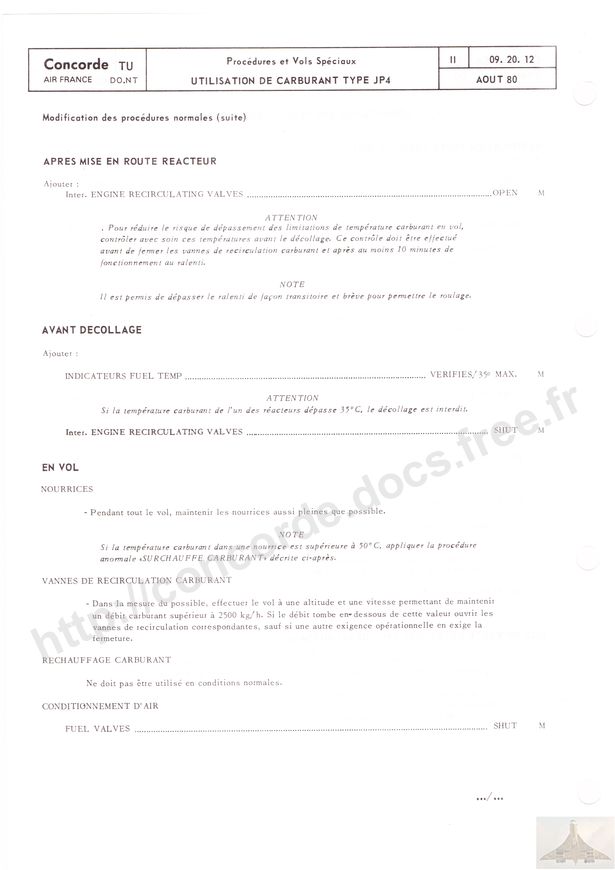 Concorde TU
AIR FRANCE DO.NT
Procédures et Vols Spéciaux
UTILISATION DE CARBURANT TYPE JP4
II
09. 20. 12
AOUT 80
Modification des procédures normales (suite)
APRES MISE EN ROUTE REACTEUR
Ajouter :
Inter. ENGINE RECIRCULATING VALVES ........ OPEN M
ATTENTION
. Pour réduire le risque de dépassement des limitations de température carburant en vol,
contrôler avec soin ces températures avant le décollage. Ce contrôle doit être effectué
avant de fermer les vannes de recirculation carburant et après au moins 10 minutes de
fonctionnement au ralenti.
NOTE
Il est permis de dépasser le ralenti de façon transitoire et brève pour permettre le roulage.
AVANT DECOLLAGE
Ajouter :
INDICATEURS FUEL TEMP ........ VERIFIES/35° MAX. M
ATTENTION
Si la température carburant de l'un des réacteurs dépasse 35°C, le décollage est interdit.
Inter. ENGINE RECIRCULATING VALVES ........ SHUT M
EN VOL
NOURRICES
- Pendant tout le vol, maintenir les nourrices aussi pleines que possible.
NOTE
Si la température carburant dans une nourrice est supérieure à 50°C, appliquer la procédure
anormale «SURCHAUFFE CARBURANT» décrite ci-après.
VANNES DE RECIRCULATION CARBURANT
- Dans la mesure du possible, effectuer le vol à une altitude et une vitesse permettant de maintenir
un débit carburant supérieur à 2500 kg/h. Si le débit tombe en-dessous de cette valeur ouvrir les
vannes de recirculation correspondantes, sauf si une autre exigence opérationnelle en exige la
fermeture.
RECHAUFFAGE CARBURANT
Ne doit pas être utilisé en conditions normales.
CONDITIONNEMENT D'AIR
FUEL VALVES ........ SHUT M
.../...
http://concorde.docs.free.fr